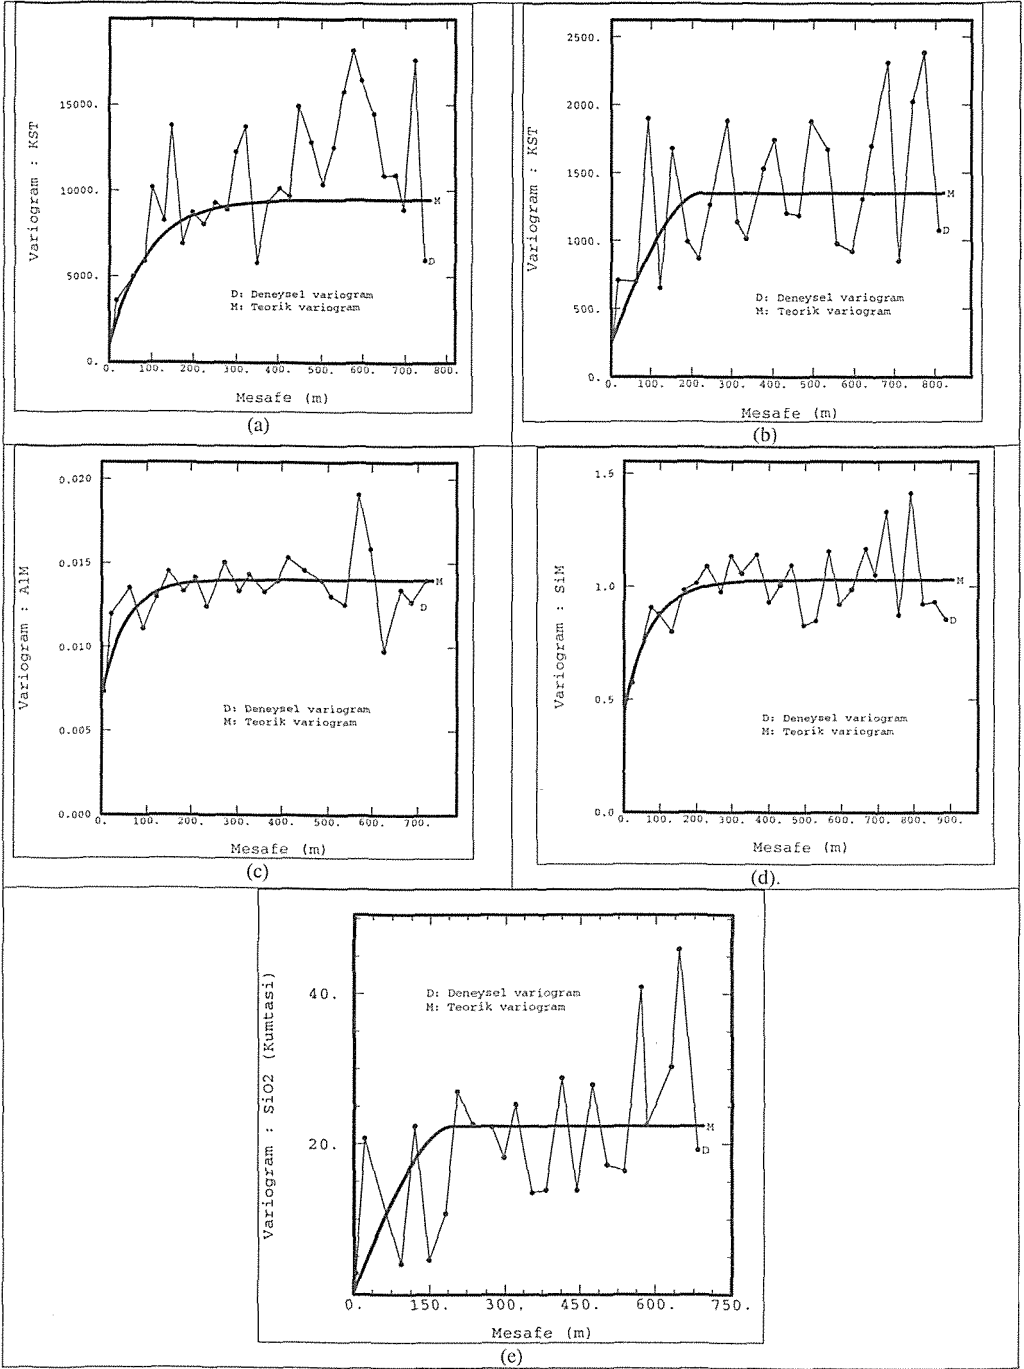 Variogram : KST
15000.
10000.
5000.
0.
M
D
D: Deneysel variogram
M: Teorik variogram
0. 100. 200. 300. 400. 500. 600. 700. 800.
Mesafe (m)
(a)
Variogram : KST
2500.
2000.
1500.
1000.
500.
0.
M
D
D: Deneysel variogram
M: Teorik variogram
0. 100. 200. 300. 400. 500. 600. 700. 800.
Mesafe (m)
(b)
Variogram : AlM
0.020
0.015
0.010
0.005
0.000
M
D
D: Deneysel variogram
M: Teorik variogram
0. 100. 200. 300. 400. 500. 600. 700.
Mesafe (m)
(c)
Variogram : SiM
1.5
1.0
0.5
0.0
M
D
D: Deneysel variogram
M: Teorik variogram
0. 100. 200. 300. 400. 500. 600. 700. 800. 900.
Mesafe (m)
(d).
Variogram : SiO2 (Kumtasi)
40.
20.
D: Deneysel variogram
M: Teorik variogram
M
D
0. 150. 300. 450. 600. 750.
Mesafe (m)
(e)